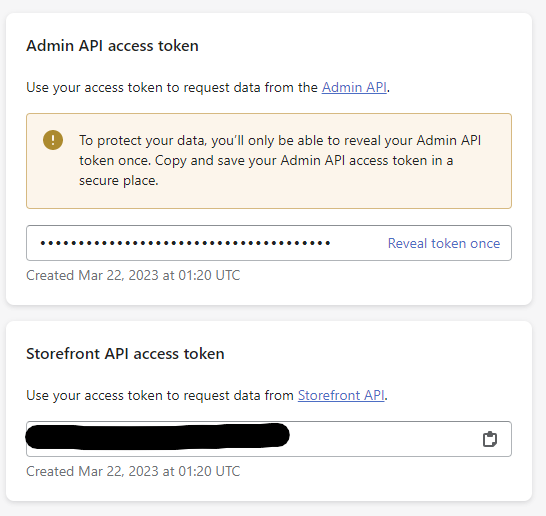 Admin API access token
Use your access token to request data from the Admin API.
To protect your data, you'll only be able to reveal your Admin API
token once. Copy and save your Admin API access token in a
secure place.
••••••••••••••••••••••••••••••••••••••
Reveal token once
Created Mar 22, 2023 at 01:20 UTC
Storefront API access token
Use your access token to request data from Storefront API.
Created Mar 22, 2023 at 01:20 UTC